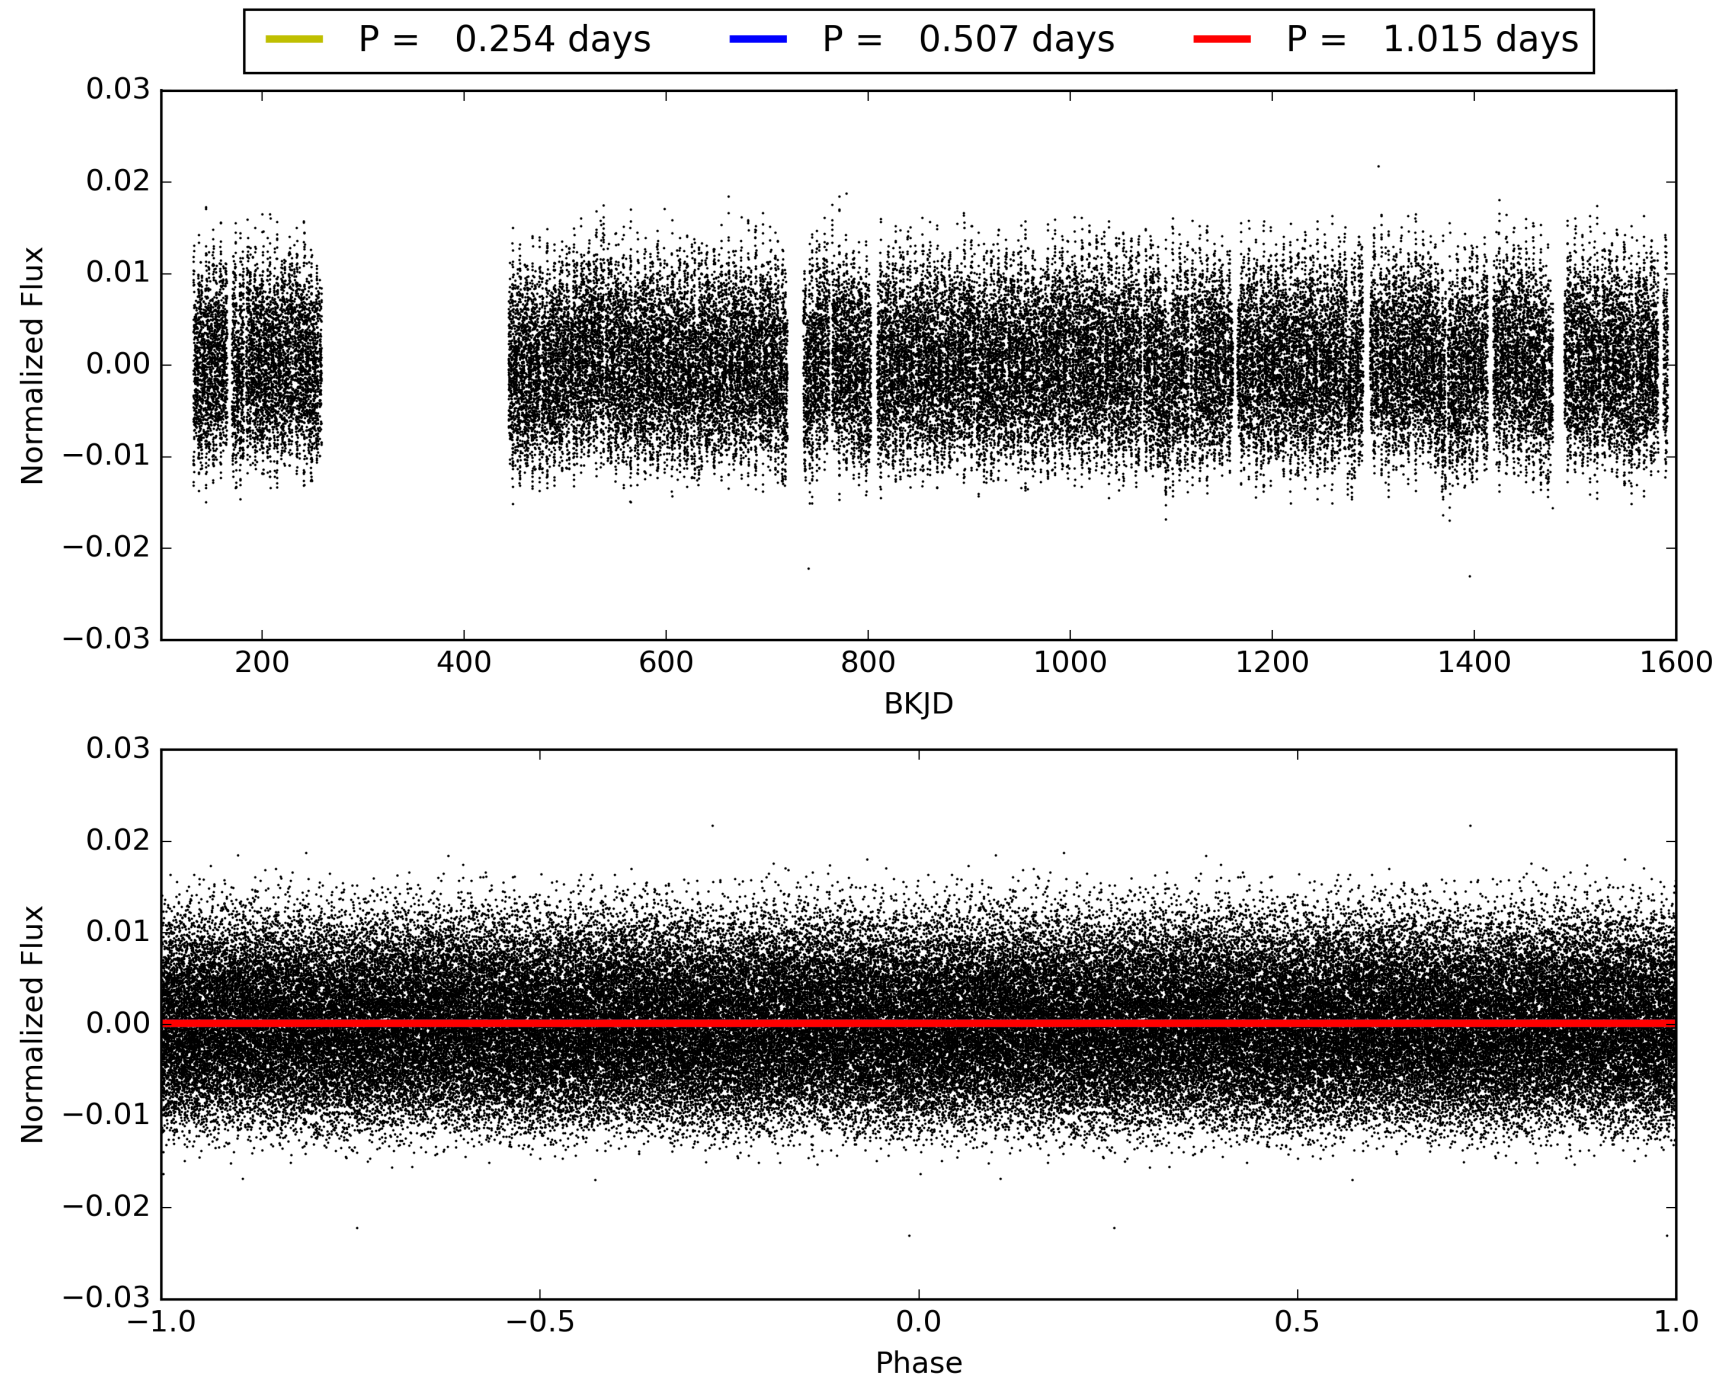 P = 0.254 days P = 0.507 days P = 1.015 days
0.03
0.02
0.01
0.00
−0.01
−0.02
−0.03
Normalized Flux
200 400 600 800 1000 1200 1400 1600
BKJD
0.03
0.02
0.01
0.00
−0.01
−0.02
−0.03
Normalized Flux
−1.0 −0.5 0.0 0.5 1.0
Phase